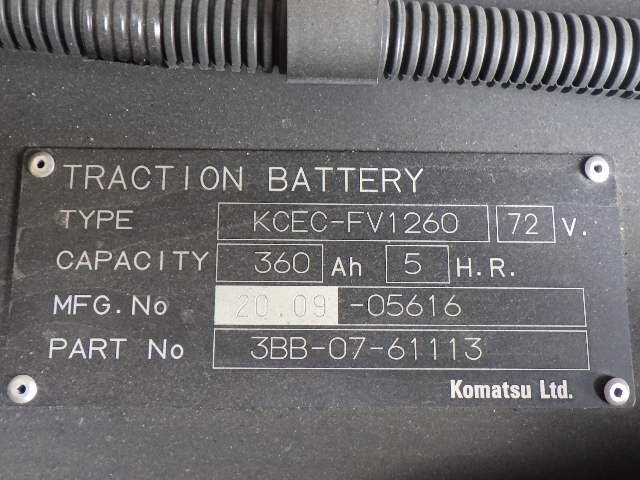 TRACTION BATTERY
TYPE KCEC-FV1260 72 V.
CAPACITY 360 Ah 5 H.R.
MFG.No 20.09 -05616
PART No 3BB-07-61113
Komatsu Ltd.